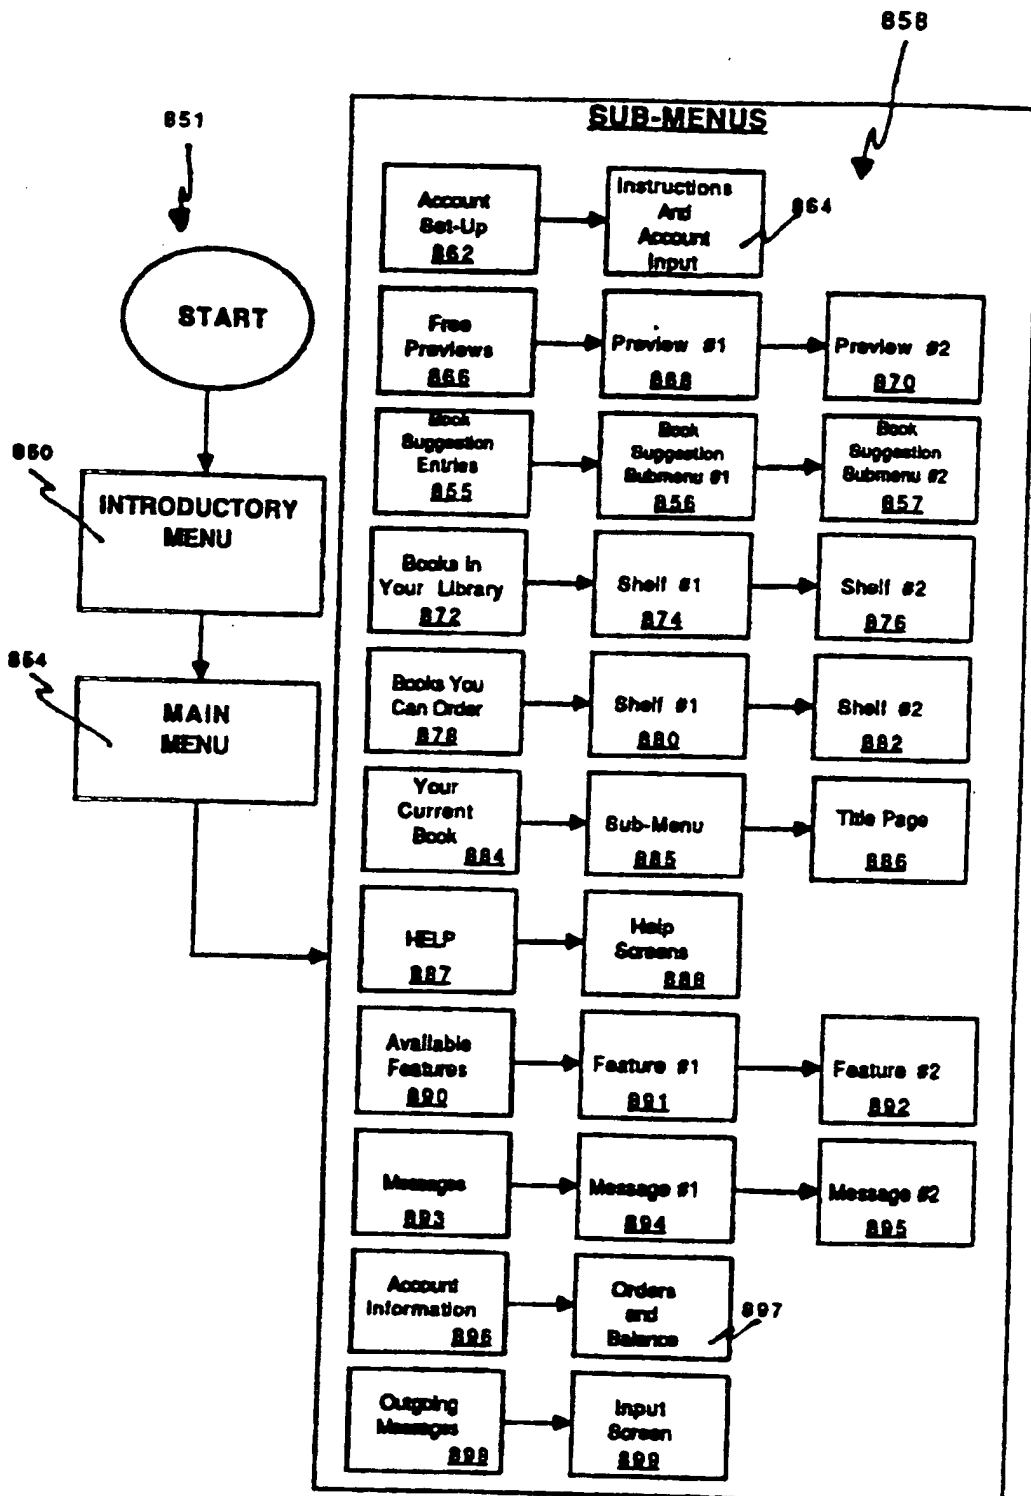 858
851
SUB-MENUS
START
850
INTRODUCTORY
MENU
854
MAIN
MENU
Account
Set-Up
862
Instructions
And
Account
Input
864
Free
Previews
866
Preview #1
868
Preview #2
870
Book
Suggestion
Entries
855
Book
Suggestion
Submenu #1
856
Book
Suggestion
Submenu #2
857
Books In
Your Library
872
Shelf #1
874
Shelf #2
876
Books You
Can Order
878
Shelf #1
880
Shelf #2
882
Your
Current
Book
884
Sub-Menu
885
Title Page
886
HELP
887
Help
Screens
888
Available
Features
890
Feature #1
891
Feature #2
892
Messages
893
Message #1
894
Message #2
895
Account
Information
896
Orders
and
Balance
897
Outgoing
Messages
898
Input
Screen
899